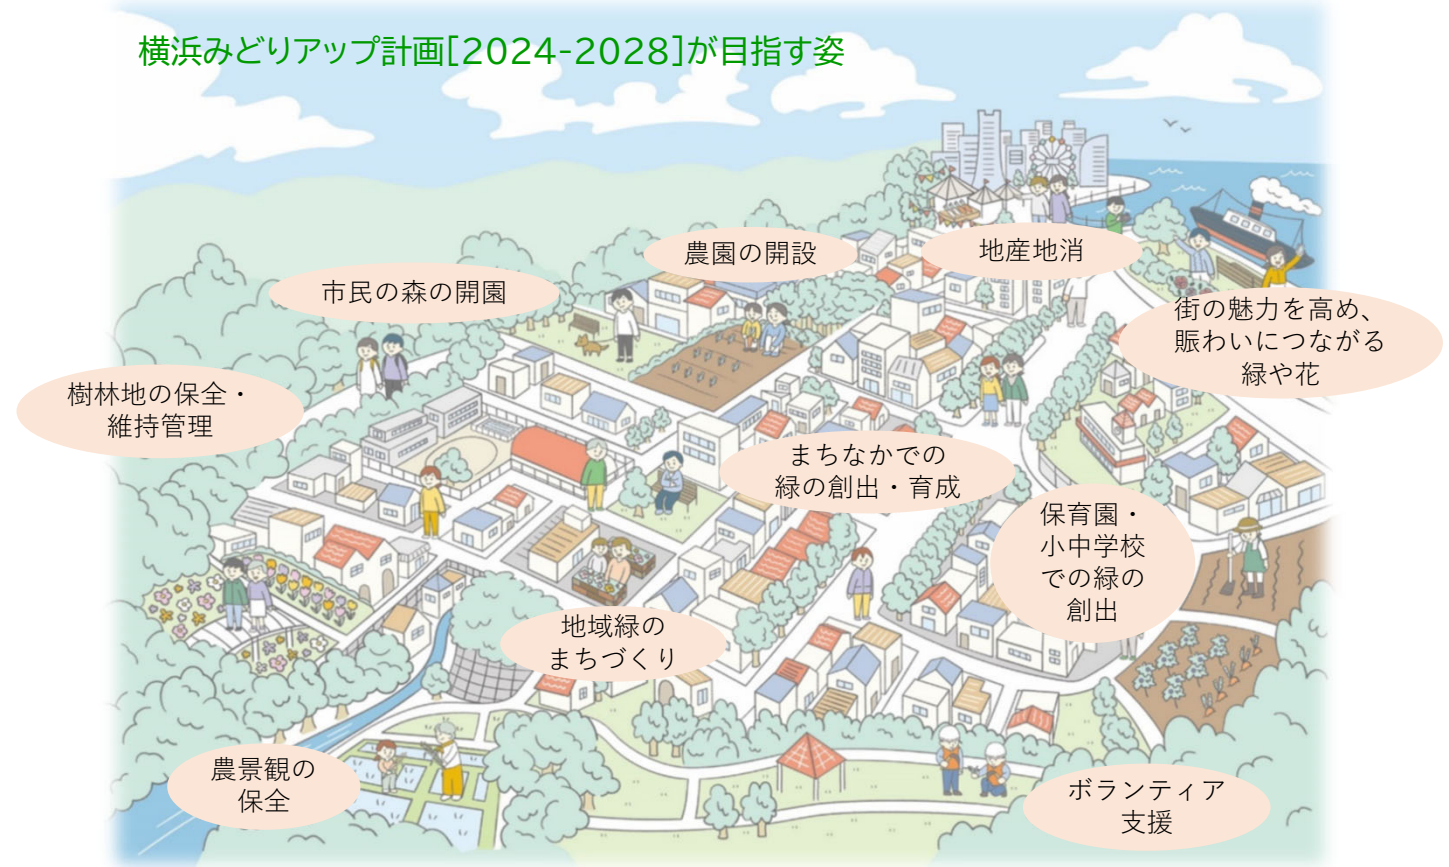 横浜みどりアップ計画[2024-2028]が目指す姿
農園の開設
地産地消
市民の森の開園
街の魅力を高め、
賑わいにつながる
緑や花
樹林地の保全・
維持管理
まちなかでの
緑の創出・育成
保育園・
小中学校
での緑の
創出
地域緑の
まちづくり
農景観の
保全
ボランティア
支援